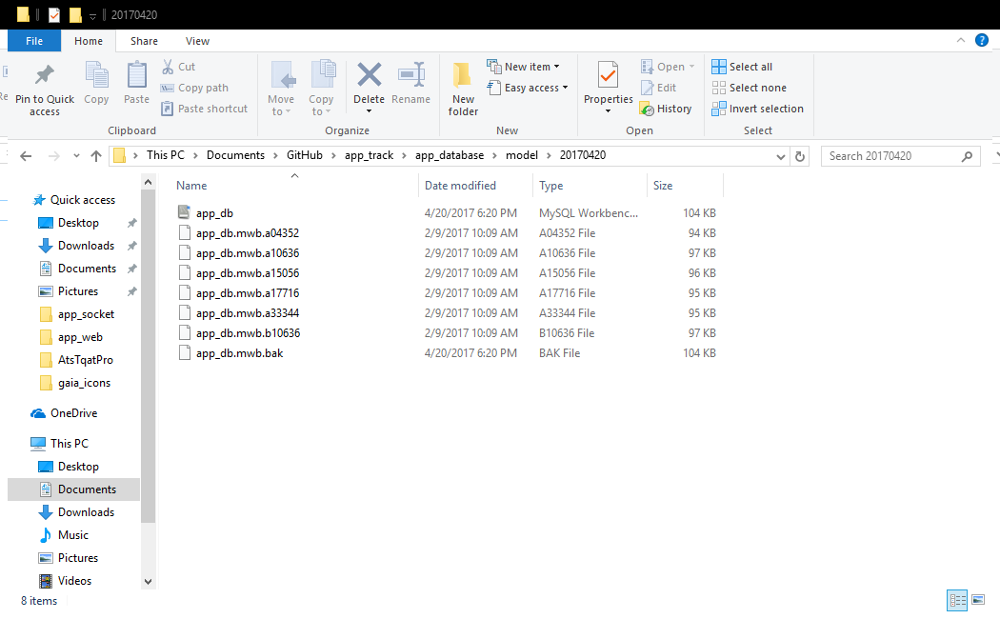 20170420
File Home Share View
Pin to Quick access
Copy
Paste
Cut
Copy path
Paste shortcut
Clipboard
Move to
Copy to
Delete
Rename
Organize
New folder
New item
Easy access
New
Properties
Open
Edit
History
Open
Select all
Select none
Invert selection
Select
This PC > Documents > GitHub > app_track > app_database > model > 20170420
Search 20170420
Quick access
Desktop
Downloads
Documents
Pictures
app_socket
app_web
AtsTqatPro
gaia_icons
OneDrive
This PC
Desktop
Documents
Downloads
Music
Pictures
Videos
Name Date modified Type Size
app_db 4/20/2017 6:20 PM MySQL Workbenc... 104 KB
app_db.mwb.a04352 2/9/2017 10:09 AM A04352 File 94 KB
app_db.mwb.a10636 2/9/2017 10:09 AM A10636 File 97 KB
app_db.mwb.a15056 2/9/2017 10:09 AM A15056 File 96 KB
app_db.mwb.a17716 2/9/2017 10:09 AM A17716 File 95 KB
app_db.mwb.a33344 2/9/2017 10:09 AM A33344 File 95 KB
app_db.mwb.b10636 2/9/2017 10:09 AM B10636 File 97 KB
app_db.mwb.bak 4/20/2017 6:20 PM BAK File 104 KB
8 items